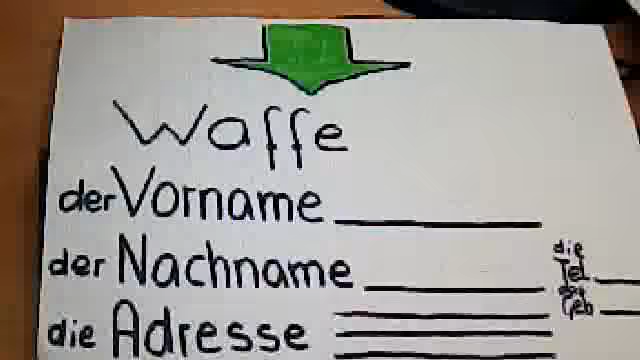 Waffe
der Vorname
der Nachname
die Adresse
die
Tel
Geb